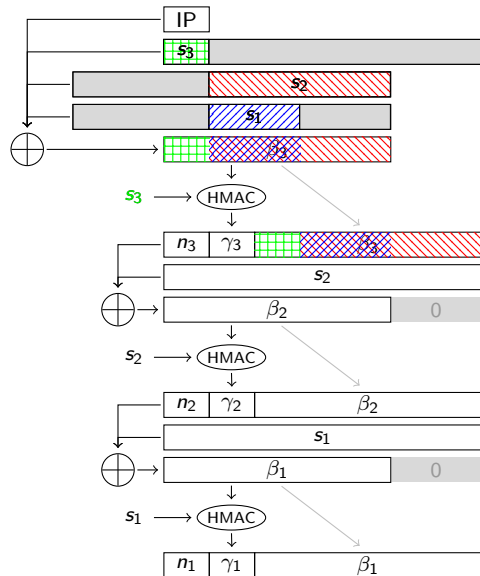 IP
s₃
s₂
s₁
β₃
s₃ HMAC
n₃ γ₃ β₃
s₂
β₂ 0
s₂ HMAC
n₂ γ₂ β₂
s₁
β₁ 0
s₁ HMAC
n₁ γ₁ β₁